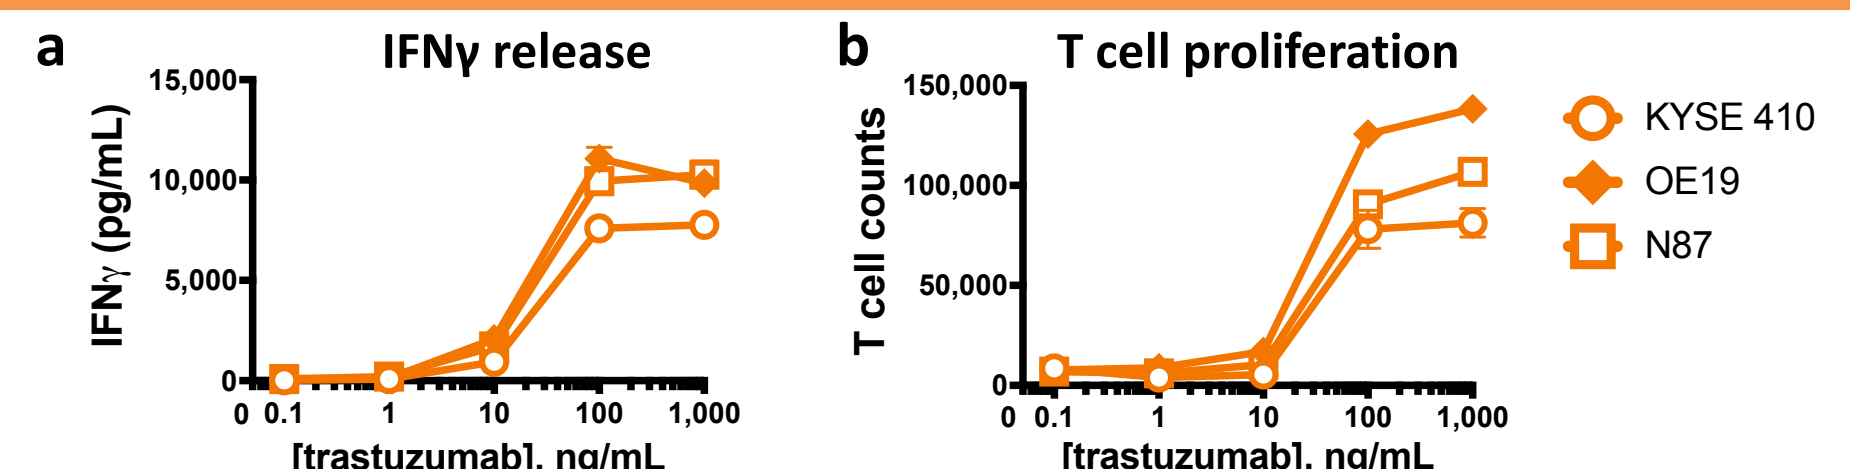 a
IFNγ release
IFNγ (pg/mL)
15,000
10,000
5,000
0
0 0.1 1 10 100 1,000
[trastuzumab], ng/mL
b
T cell proliferation
T cell counts
150,000
100,000
50,000
0
0 0.1 1 10 100 1,000
[trastuzumab], ng/mL
KYSE 410
OE19
N87